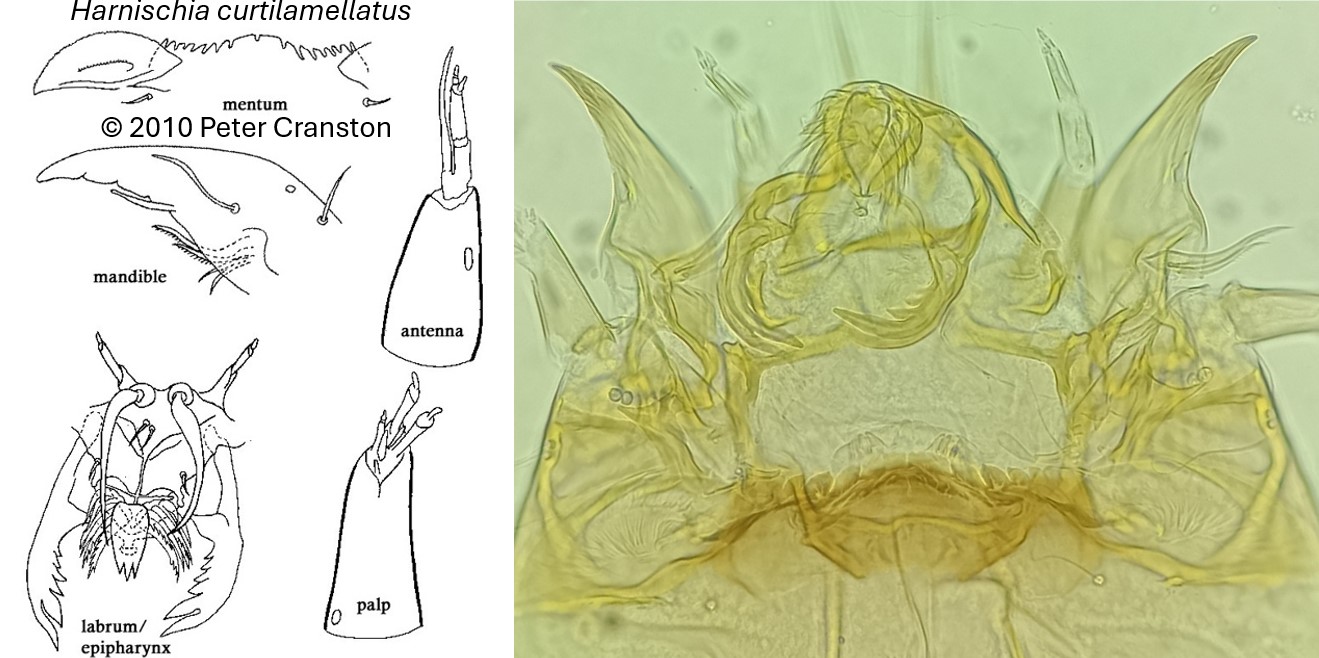 Harnischia curtilamellatus
mentum
© 2010 Peter Cranston
mandible
antenna
labrum/
epipharynx
palp